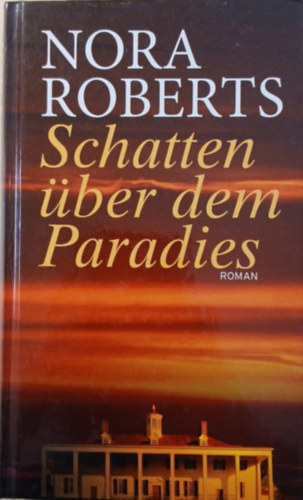 NORA
ROBERTS
Schatten
über dem
Paradies
ROMAN